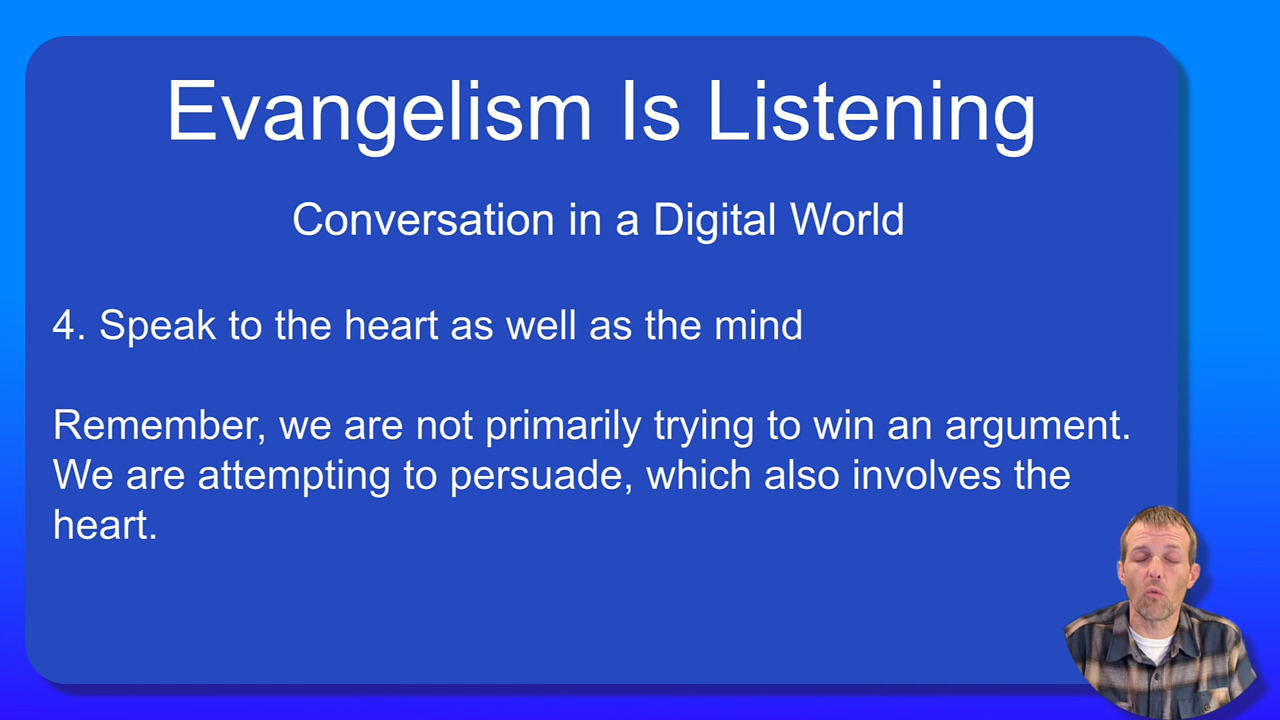 Evangelism Is Listening
Conversation in a Digital World
4. Speak to the heart as well as the mind
Remember, we are not primarily trying to win an argument.
We are attempting to persuade, which also involves the
heart.